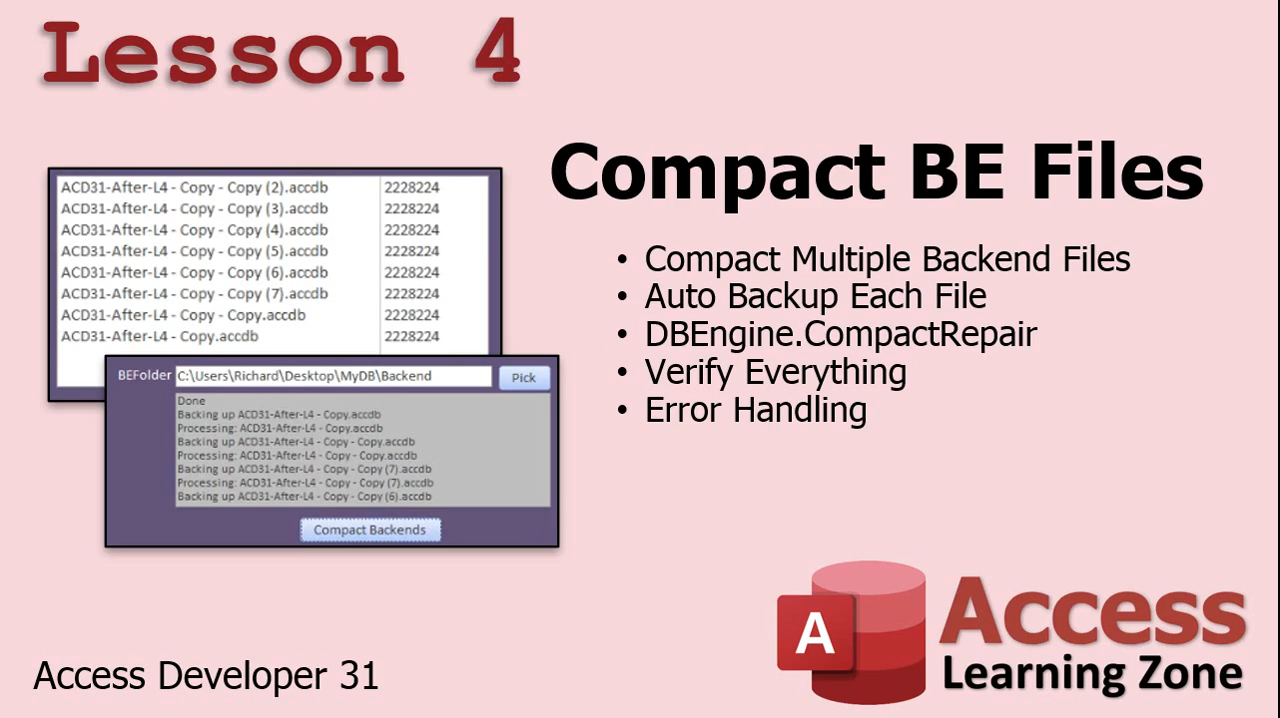 Lesson 4
Compact BE Files
ACD31-After-L4 - Copy - Copy (2).accdb 2228224
ACD31-After-L4 - Copy - Copy (3).accdb 2228224
ACD31-After-L4 - Copy - Copy (4).accdb 2228224
ACD31-After-L4 - Copy - Copy (5).accdb 2228224
ACD31-After-L4 - Copy - Copy (6).accdb 2228224
ACD31-After-L4 - Copy - Copy (7).accdb 2228224
ACD31-After-L4 - Copy - Copy.accdb 2228224
ACD31-After-L4 - Copy.accdb 2228224
BEFolder C:\Users\Richard\Desktop\MyDB\Backend Pick
Done
Backing up ACD31-After-L4 - Copy.accdb
Processing: ACD31-After-L4 - Copy.accdb
Backing up ACD31-After-L4 - Copy - Copy.accdb
Processing: ACD31-After-L4 - Copy - Copy.accdb
Backing up ACD31-After-L4 - Copy - Copy (7).accdb
Processing: ACD31-After-L4 - Copy - Copy (7).accdb
Backing up ACD31-After-L4 - Copy - Copy (6).accdb
Compact Backends
• Compact Multiple Backend Files
• Auto Backup Each File
• DBEngine.CompactRepair
• Verify Everything
• Error Handling
Access Developer 31
A
Access
Learning Zone